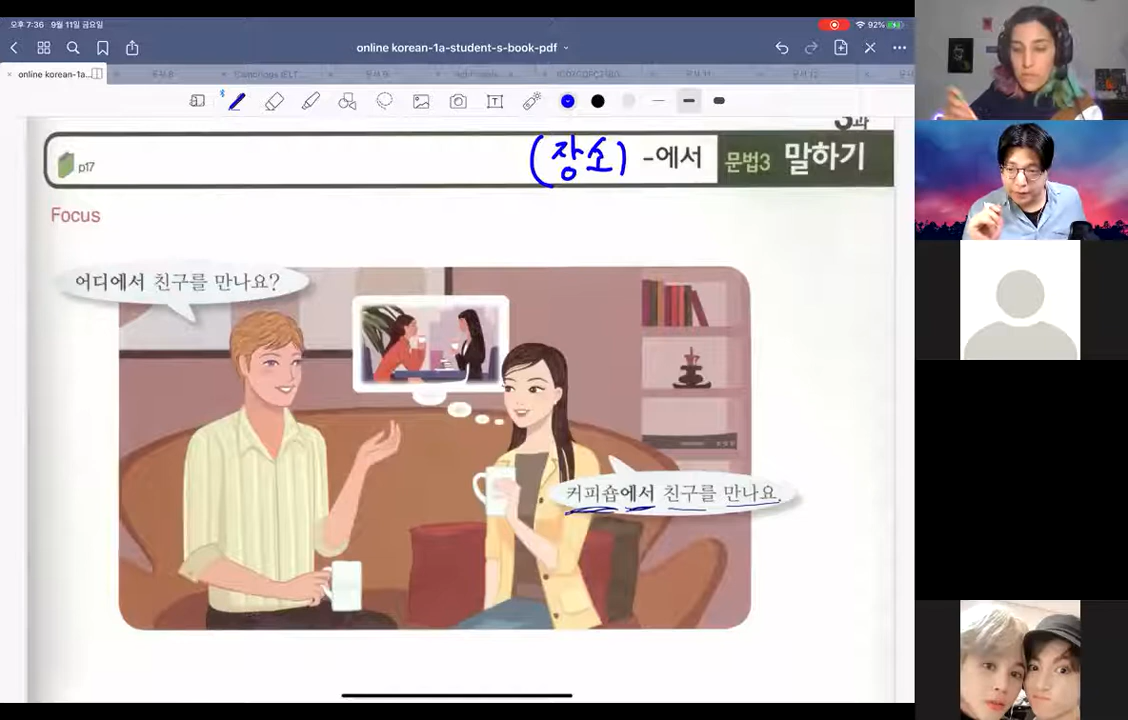 오후 7:36 9월 11일 금요일
92%
online korean-1a-student-s-book-pdf
online korean-1a...
T
3과
p17
(장소) -에서 문법3 말하기
Focus
어디에서 친구를 만나요?
커피숍에서 친구를 만나요.